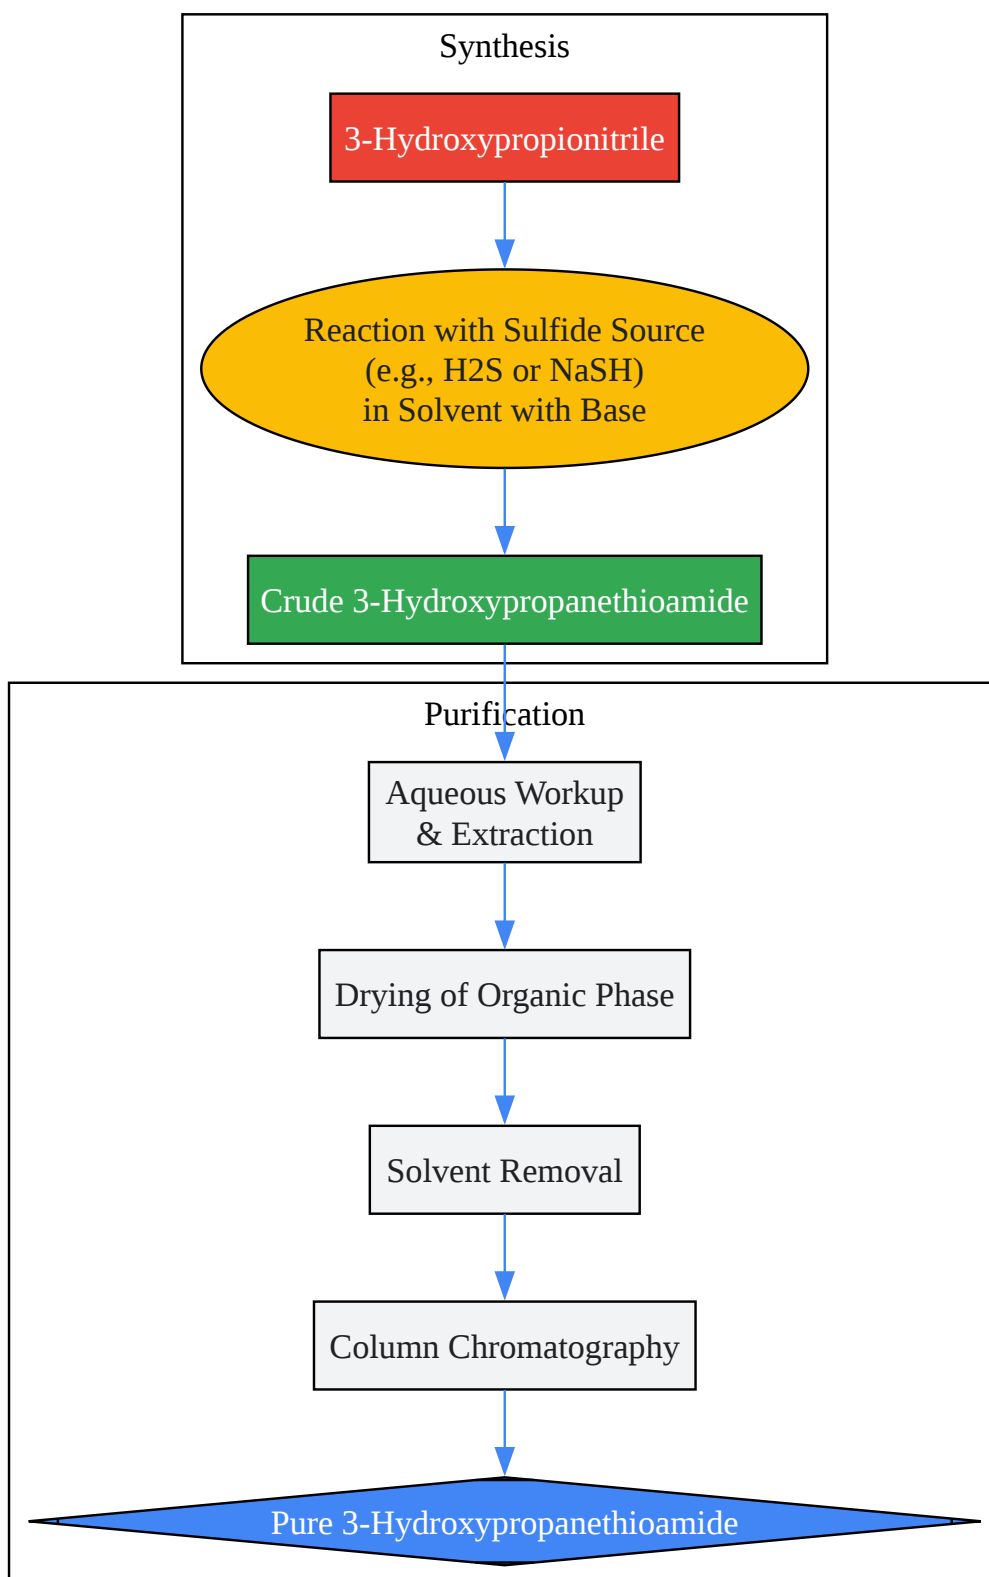 Synthesis
3-Hydroxypropionitrile
Reaction with Sulfide Source
(e.g., H2S or NaSH)
in Solvent with Base
Crude 3-Hydroxypropanethioamide
Purification
Aqueous Workup
& Extraction
Drying of Organic Phase
Solvent Removal
Column Chromatography
Pure 3-Hydroxypropanethioamide